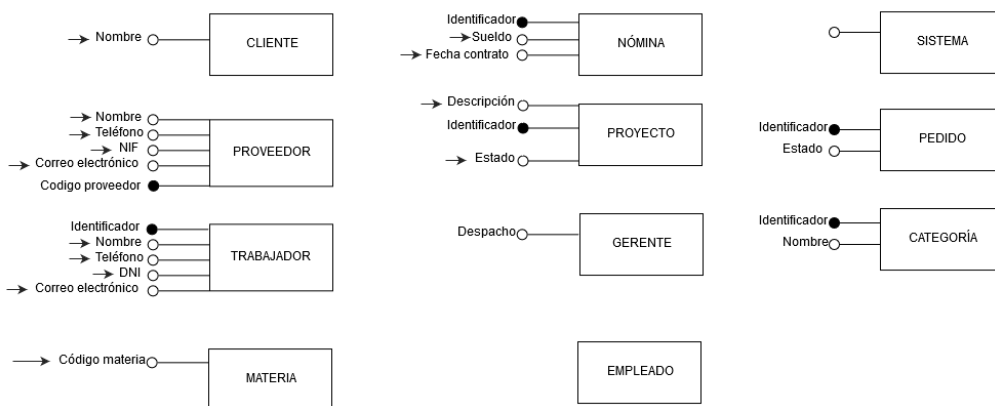 Nombre
CLIENTE
Identificador
Sueldo
Fecha contrato
NÓMINA
SISTEMA
Nombre
Teléfono
NIF
Correo electrónico
Codigo proveedor
PROVEEDOR
Descripción
Identificador
Estado
PROYECTO
Identificador
Estado
PEDIDO
Identificador
Nombre
Teléfono
DNI
Correo electrónico
TRABAJADOR
Despacho
GERENTE
Identificador
Nombre
CATEGORÍA
Código materia
MATERIA
EMPLEADO